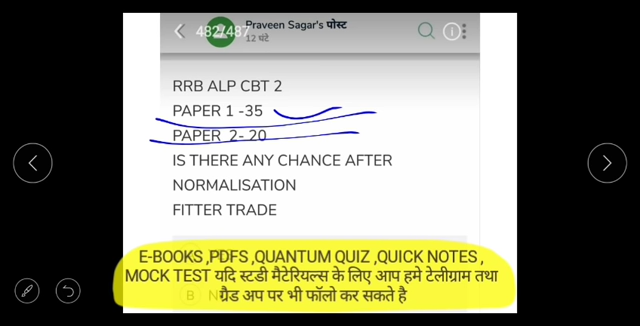 482/487
Praveen Sagar's पोस्ट
12 घंटे
RRB ALP CBT 2
PAPER 1 -35
PAPER 2- 20
IS THERE ANY CHANCE AFTER
NORMALISATION
FITTER TRADE
E-BOOKS ,PDFS ,QUANTUM QUIZ ,QUICK NOTES ,
MOCK TEST यदि स्टडी मैटेरियल्स के लिए आप हमे टेलीग्राम तथा
ग्रैड अप पर भी फॉलो कर सकते है
B